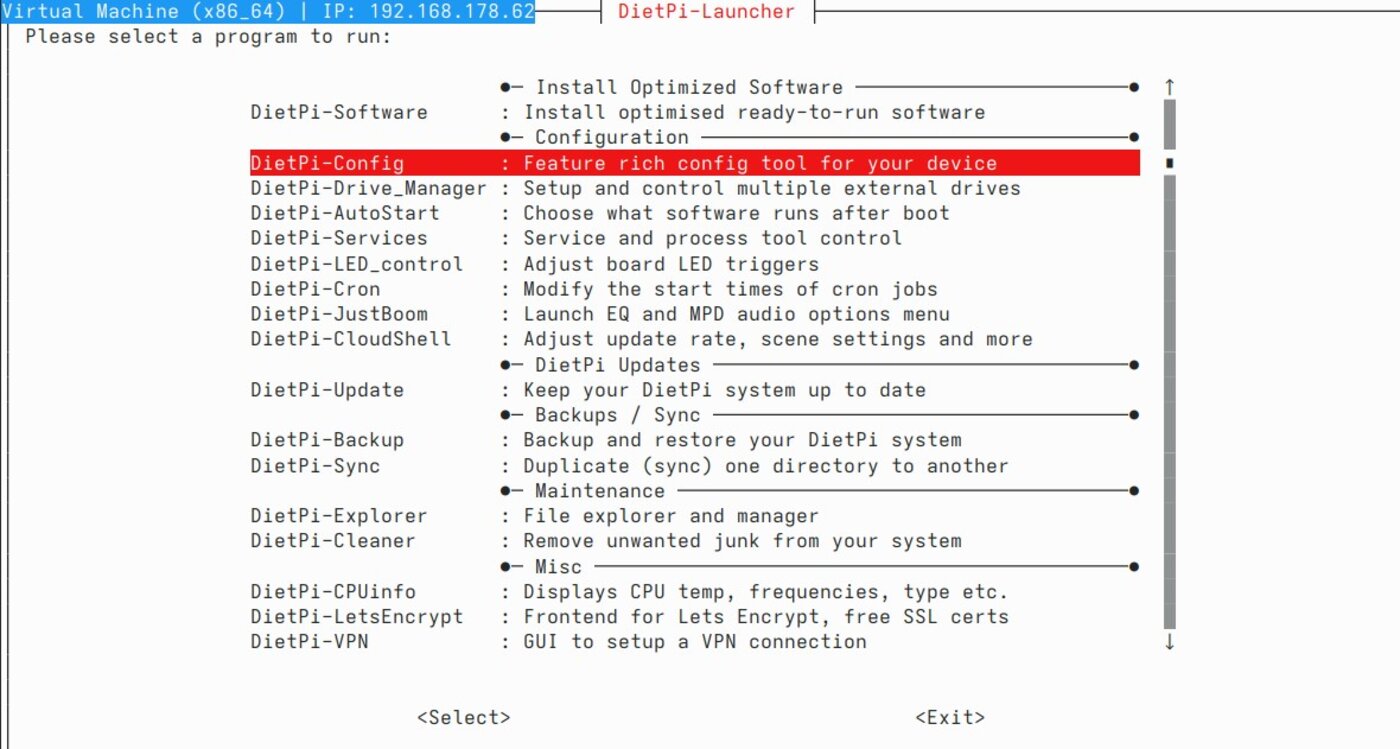 Virtual Machine (x86_64) | IP: 192.168.178.62 DietPi-Launcher
Please select a program to run:
●─ Install Optimized Software ─● ↑
DietPi-Software : Install optimised ready-to-run software
●─ Configuration ─●
DietPi-Config : Feature rich config tool for your device
DietPi-Drive_Manager : Setup and control multiple external drives
DietPi-AutoStart : Choose what software runs after boot
DietPi-Services : Service and process tool control
DietPi-LED_control : Adjust board LED triggers
DietPi-Cron : Modify the start times of cron jobs
DietPi-JustBoom : Launch EQ and MPD audio options menu
DietPi-CloudShell : Adjust update rate, scene settings and more
●─ DietPi Updates ─●
DietPi-Update : Keep your DietPi system up to date
●─ Backups / Sync ─●
DietPi-Backup : Backup and restore your DietPi system
DietPi-Sync : Duplicate (sync) one directory to another
●─ Maintenance ─●
DietPi-Explorer : File explorer and manager
DietPi-Cleaner : Remove unwanted junk from your system
●─ Misc ─●
DietPi-CPUinfo : Displays CPU temp, frequencies, type etc.
DietPi-LetsEncrypt : Frontend for Lets Encrypt, free SSL certs
DietPi-VPN : GUI to setup a VPN connection ↓
<Select> <Exit>